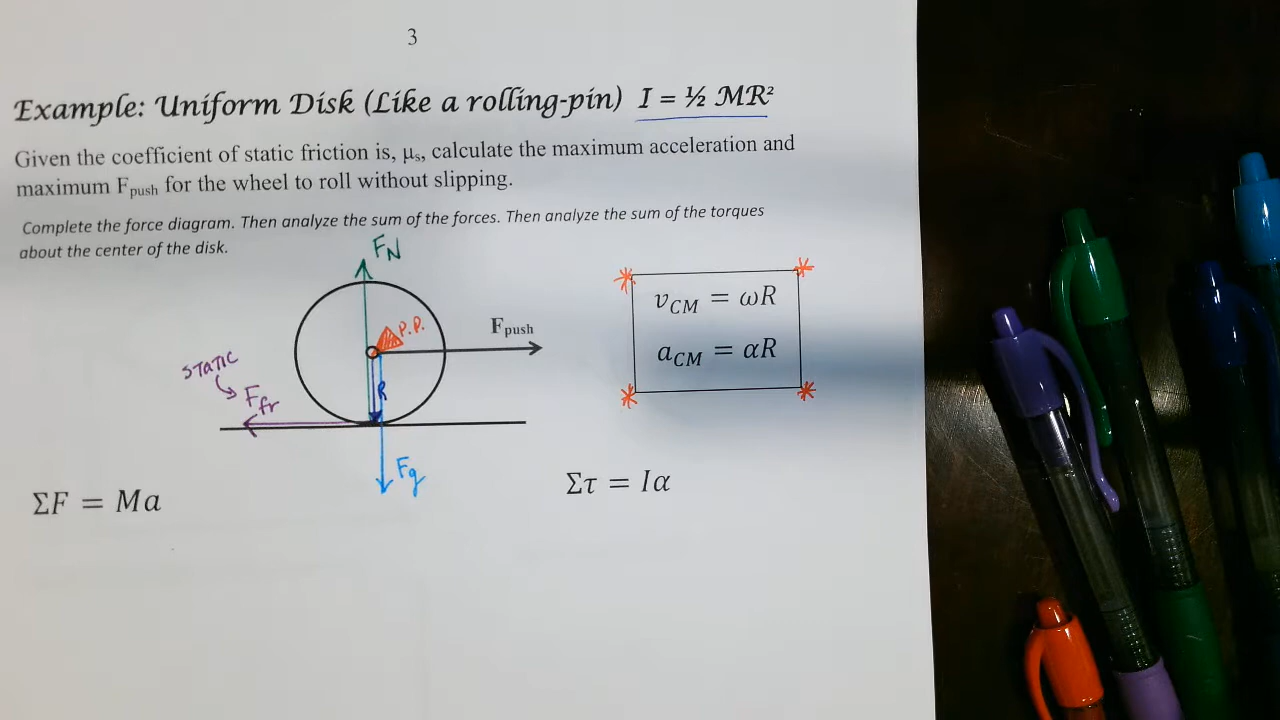 3
Example: Uniform Disk (Like a rolling-pin) I = ½ MR²
Given the coefficient of static friction is, μₛ, calculate the maximum acceleration and
maximum Fpush for the wheel to roll without slipping.
Complete the force diagram. Then analyze the sum of the forces. Then analyze the sum of the torques
about the center of the disk.
FN
P.P.
Fpush
STATIC
Ffr
R
Fg
vCM = ωR
aCM = αR
ΣF = Ma
Στ = Iα